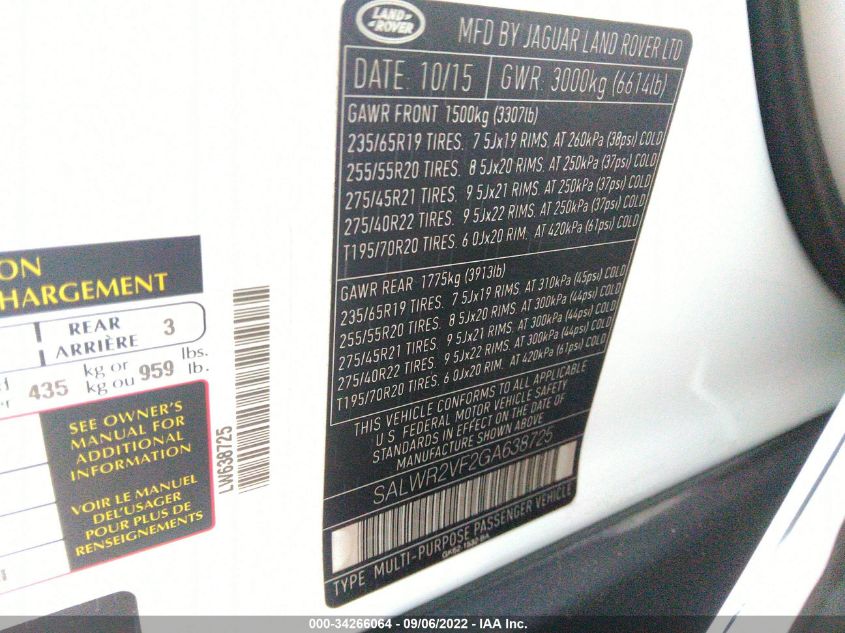 LAND
ROVER
MFD BY JAGUAR LAND ROVER LTD
DATE: 10/15 GWR: 3000kg (6614lb)
GAWR FRONT 1500kg (3307lb)
235/65R19 TIRES. 7 5Jx19 RIMS. AT 260kPa (38psi) COLD
255/55R20 TIRES. 8 5Jx20 RIMS. AT 250kPa (37psi) COLD
275/45R21 TIRES. 9 5Jx21 RIMS. AT 250kPa (37psi) COLD
275/40R22 TIRES. 9 5Jx22 RIMS. AT 250kPa (37psi) COLD
T195/70R20 TIRES. 6 0Jx20 RIM. AT 420kPa (61psi) COLD
GAWR REAR 1775kg (3913lb)
235/65R19 TIRES. 7 5Jx19 RIMS. AT 310kPa (45psi) COLD
255/55R20 TIRES. 8 5Jx20 RIMS. AT 300kPa (44psi) COLD
275/45R21 TIRES. 9 5Jx21 RIMS. AT 300kPa (44psi) COLD
275/40R22 TIRES. 9 5Jx22 RIMS. AT 300kPa (44psi) COLD
T195/70R20 TIRES. 6 0Jx20 RIM. AT 420kPa (61psi) COLD
THIS VEHICLE CONFORMS TO ALL APPLICABLE
U.S. FEDERAL MOTOR VEHICLE SAFETY
STANDARDS IN EFFECT ON THE DATE OF
MANUFACTURE SHOWN ABOVE
SALWR2VF2GA638725
TYPE MULTI-PURPOSE PASSENGER VEHICLE
ON
HARGEMENT
REAR 3
ARRIÈRE
435 kg or 959 lbs.
kg ou lb.
SEE OWNER'S
MANUAL FOR
ADDITIONAL
INFORMATION
VOIR LE MANUEL
DEL'USAGER
POUR PLUS DE
RENSEIGNEMENTS
LW638725
000-34266064 - 09/06/2022 - IAA Inc.